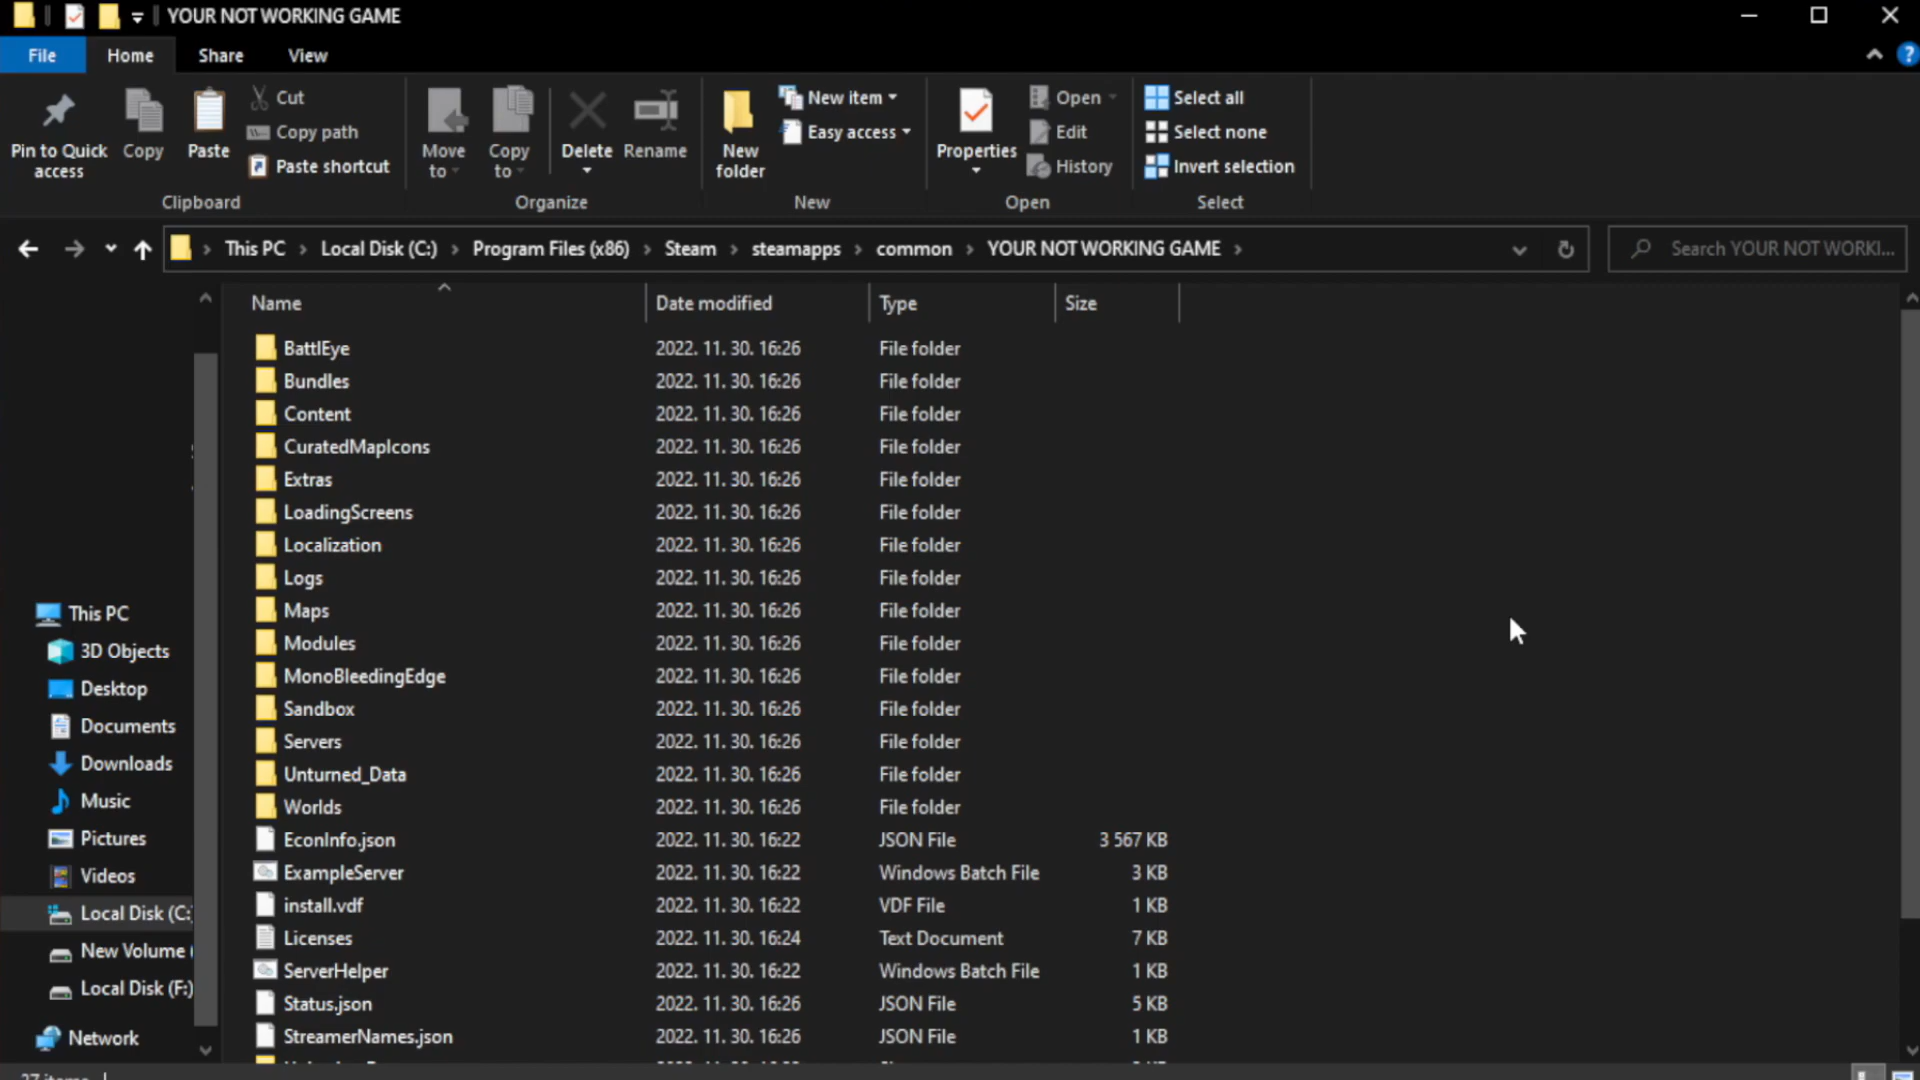 YOUR NOT WORKING GAME
File Home Share View
Pin to Quick access
Copy
Paste
Cut
Copy path
Paste shortcut
Clipboard
Move to
Copy to
Delete
Rename
Organize
New folder
New item
Easy access
New
Properties
Open
Edit
History
Open
Select all
Select none
Invert selection
Select
This PC Local Disk (C:) Program Files (x86) Steam steamapps common YOUR NOT WORKING GAME
Search YOUR NOT WORKI...
This PC
3D Objects
Desktop
Documents
Downloads
Music
Pictures
Videos
Local Disk (C:
New Volume (
Local Disk (F:)
Network
Name Date modified Type Size
BattlEye 2022. 11. 30. 16:26 File folder
Bundles 2022. 11. 30. 16:26 File folder
Content 2022. 11. 30. 16:26 File folder
CuratedMapIcons 2022. 11. 30. 16:26 File folder
Extras 2022. 11. 30. 16:26 File folder
LoadingScreens 2022. 11. 30. 16:26 File folder
Localization 2022. 11. 30. 16:26 File folder
Logs 2022. 11. 30. 16:26 File folder
Maps 2022. 11. 30. 16:26 File folder
Modules 2022. 11. 30. 16:26 File folder
MonoBleedingEdge 2022. 11. 30. 16:26 File folder
Sandbox 2022. 11. 30. 16:26 File folder
Servers 2022. 11. 30. 16:26 File folder
Unturned_Data 2022. 11. 30. 16:26 File folder
Worlds 2022. 11. 30. 16:26 File folder
EconInfo.json 2022. 11. 30. 16:22 JSON File 3 567 KB
ExampleServer 2022. 11. 30. 16:22 Windows Batch File 3 KB
install.vdf 2022. 11. 30. 16:22 VDF File 1 KB
Licenses 2022. 11. 30. 16:24 Text Document 7 KB
ServerHelper 2022. 11. 30. 16:22 Windows Batch File 1 KB
Status.json 2022. 11. 30. 16:26 JSON File 5 KB
StreamerNames.json 2022. 11. 30. 16:26 JSON File 1 KB